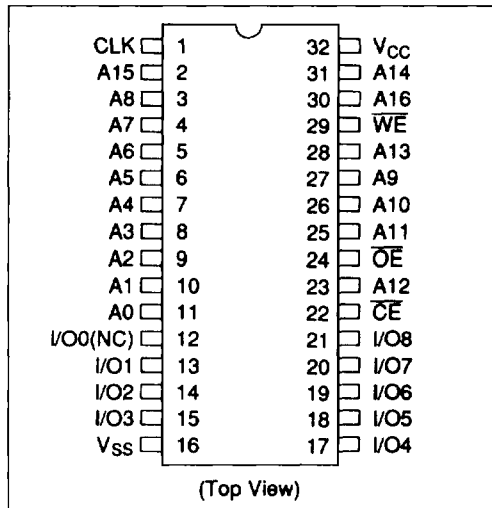 CLK 1 32 VCC
A15 2 31 A14
A8 3 30 A16
A7 4 29 W̅E̅
A6 5 28 A13
A5 6 27 A9
A4 7 26 A10
A3 8 25 A11
A2 9 24 O̅E̅
A1 10 23 A12
A0 11 22 C̅E̅
I/O0(NC) 12 21 I/O8
I/O1 13 20 I/O7
I/O2 14 19 I/O6
I/O3 15 18 I/O5
VSS 16 17 I/O4
(Top View)